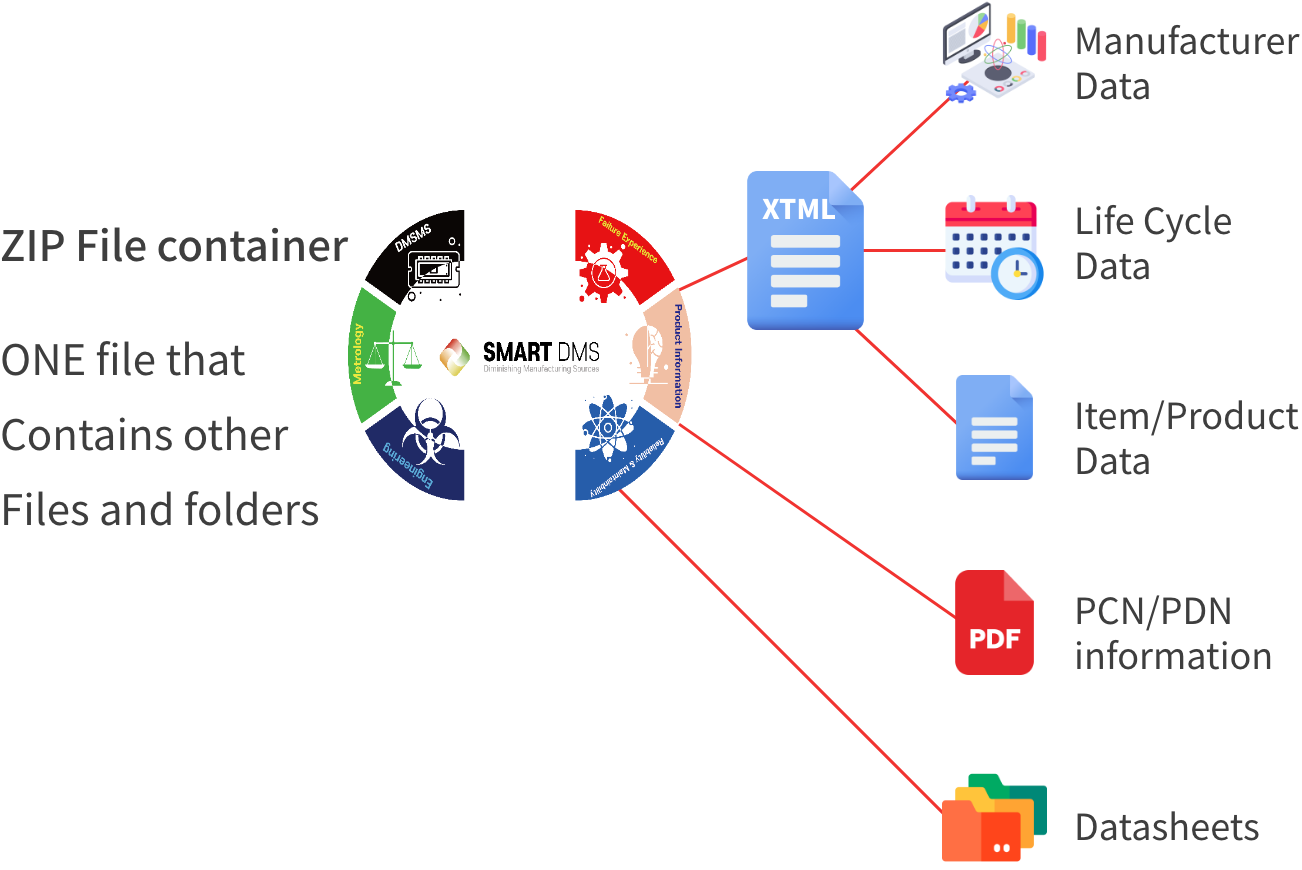 ZIP File container
ONE file that
Contains other
Files and folders
DMSMS
Metrology
Engineering
SMART DMS
Diminishing Manufacturing Sources
Failure Experience
Product Information
Reliability & Maintability
XTML
Manufacturer
Data
Life Cycle
Data
Item/Product
Data
PDF
PCN/PDN
information
Datasheets